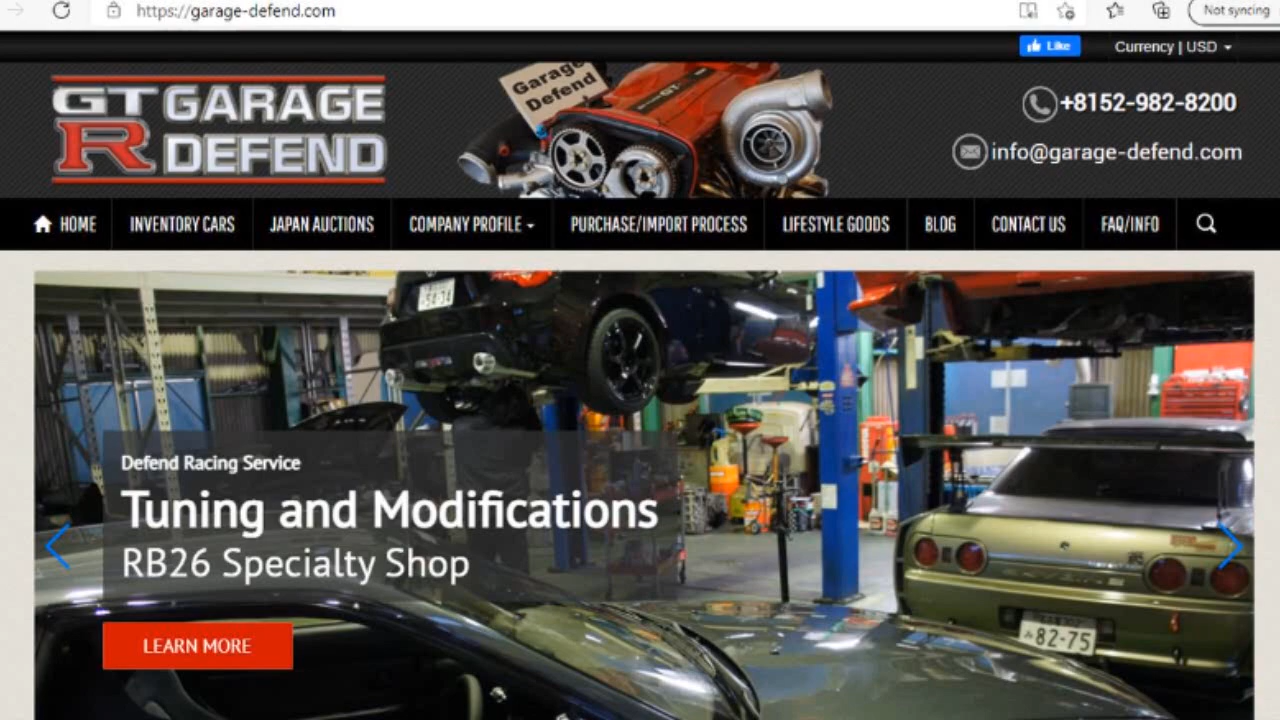 https://garage-defend.com
Not syncing
Like
Currency | USD
GT GARAGE
R DEFEND
Garage
Defend
+8152-982-8200
info@garage-defend.com
HOME
INVENTORY CARS
JAPAN AUCTIONS
COMPANY PROFILE
PURCHASE/IMPORT PROCESS
LIFESTYLE GOODS
BLOG
CONTACT US
FAQ/INFO
Defend Racing Service
Tuning and Modifications
RB26 Specialty Shop
LEARN MORE
82-75